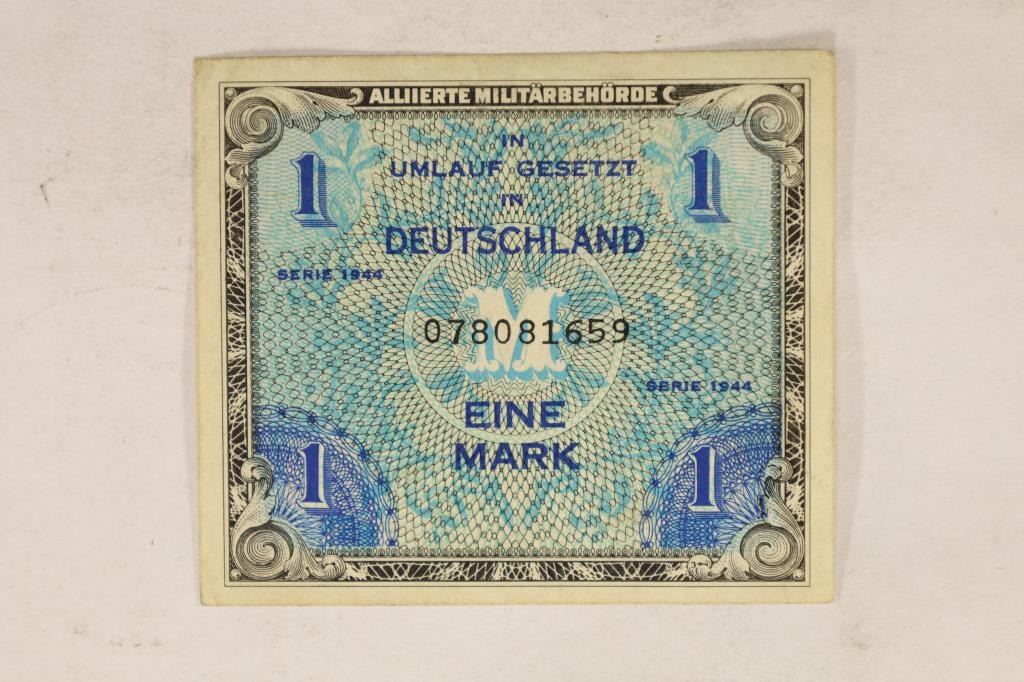 ALLIIERTE MILITÄRBEHÖRDE
IN
1 UMLAUF GESETZT 1
IN
DEUTSCHLAND
SERIE 1944
M
078081659
SERIE 1944
EINE
MARK
1 1